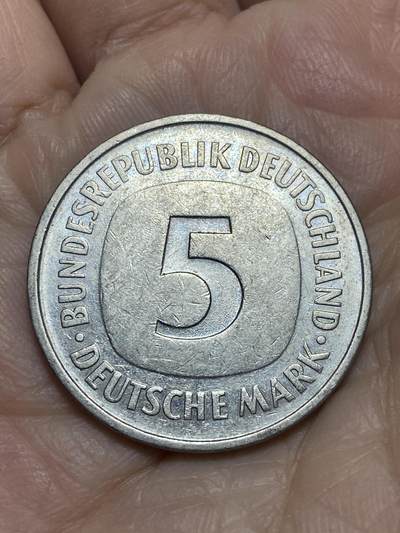 · BUNDESREPUBLIK DEUTSCHLAND ·
5
DEUTSCHE MARK